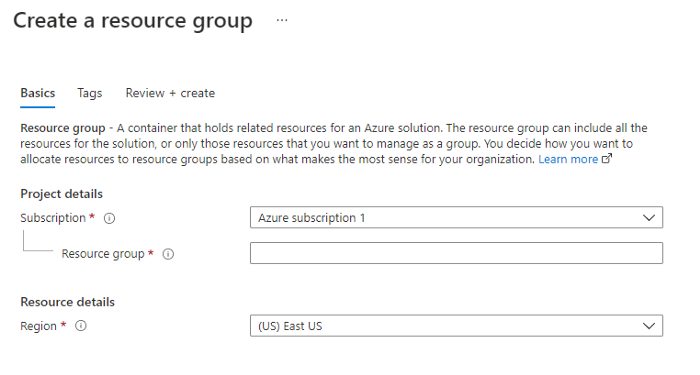 Create a resource group ...
Basics Tags Review + create
Resource group - A container that holds related resources for an Azure solution. The resource group can include all the
resources for the solution, or only those resources that you want to manage as a group. You decide how you want to
allocate resources to resource groups based on what makes the most sense for your organization. Learn more
Project details
Subscription * Azure subscription 1
Resource group *
Resource details
Region * (US) East US